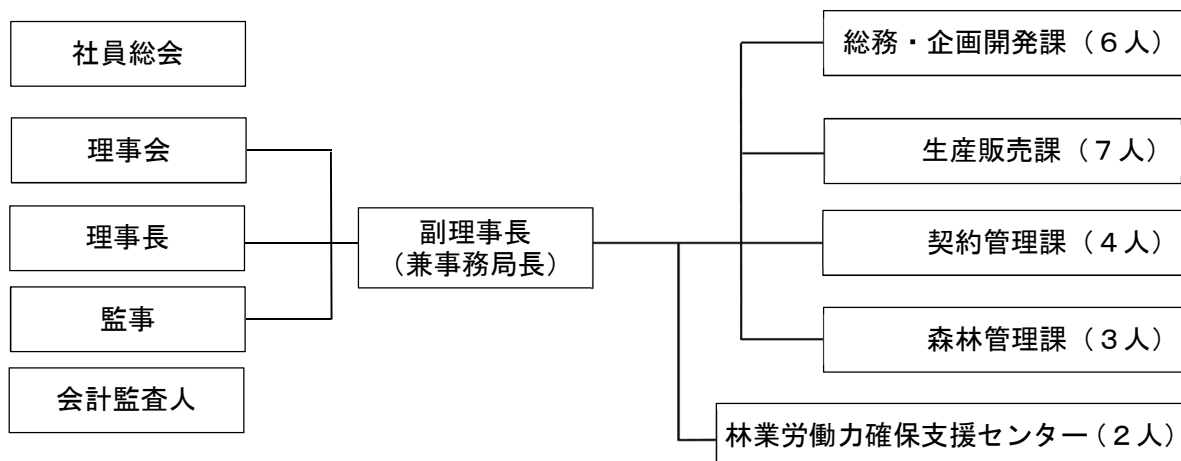 社員総会
理事会
理事長
監事
会計監査人
副理事長
(兼事務局長)
総務・企画開発課(6人)
生産販売課(7人)
契約管理課(4人)
森林管理課(3人)
林業労働力確保支援センター(2人)